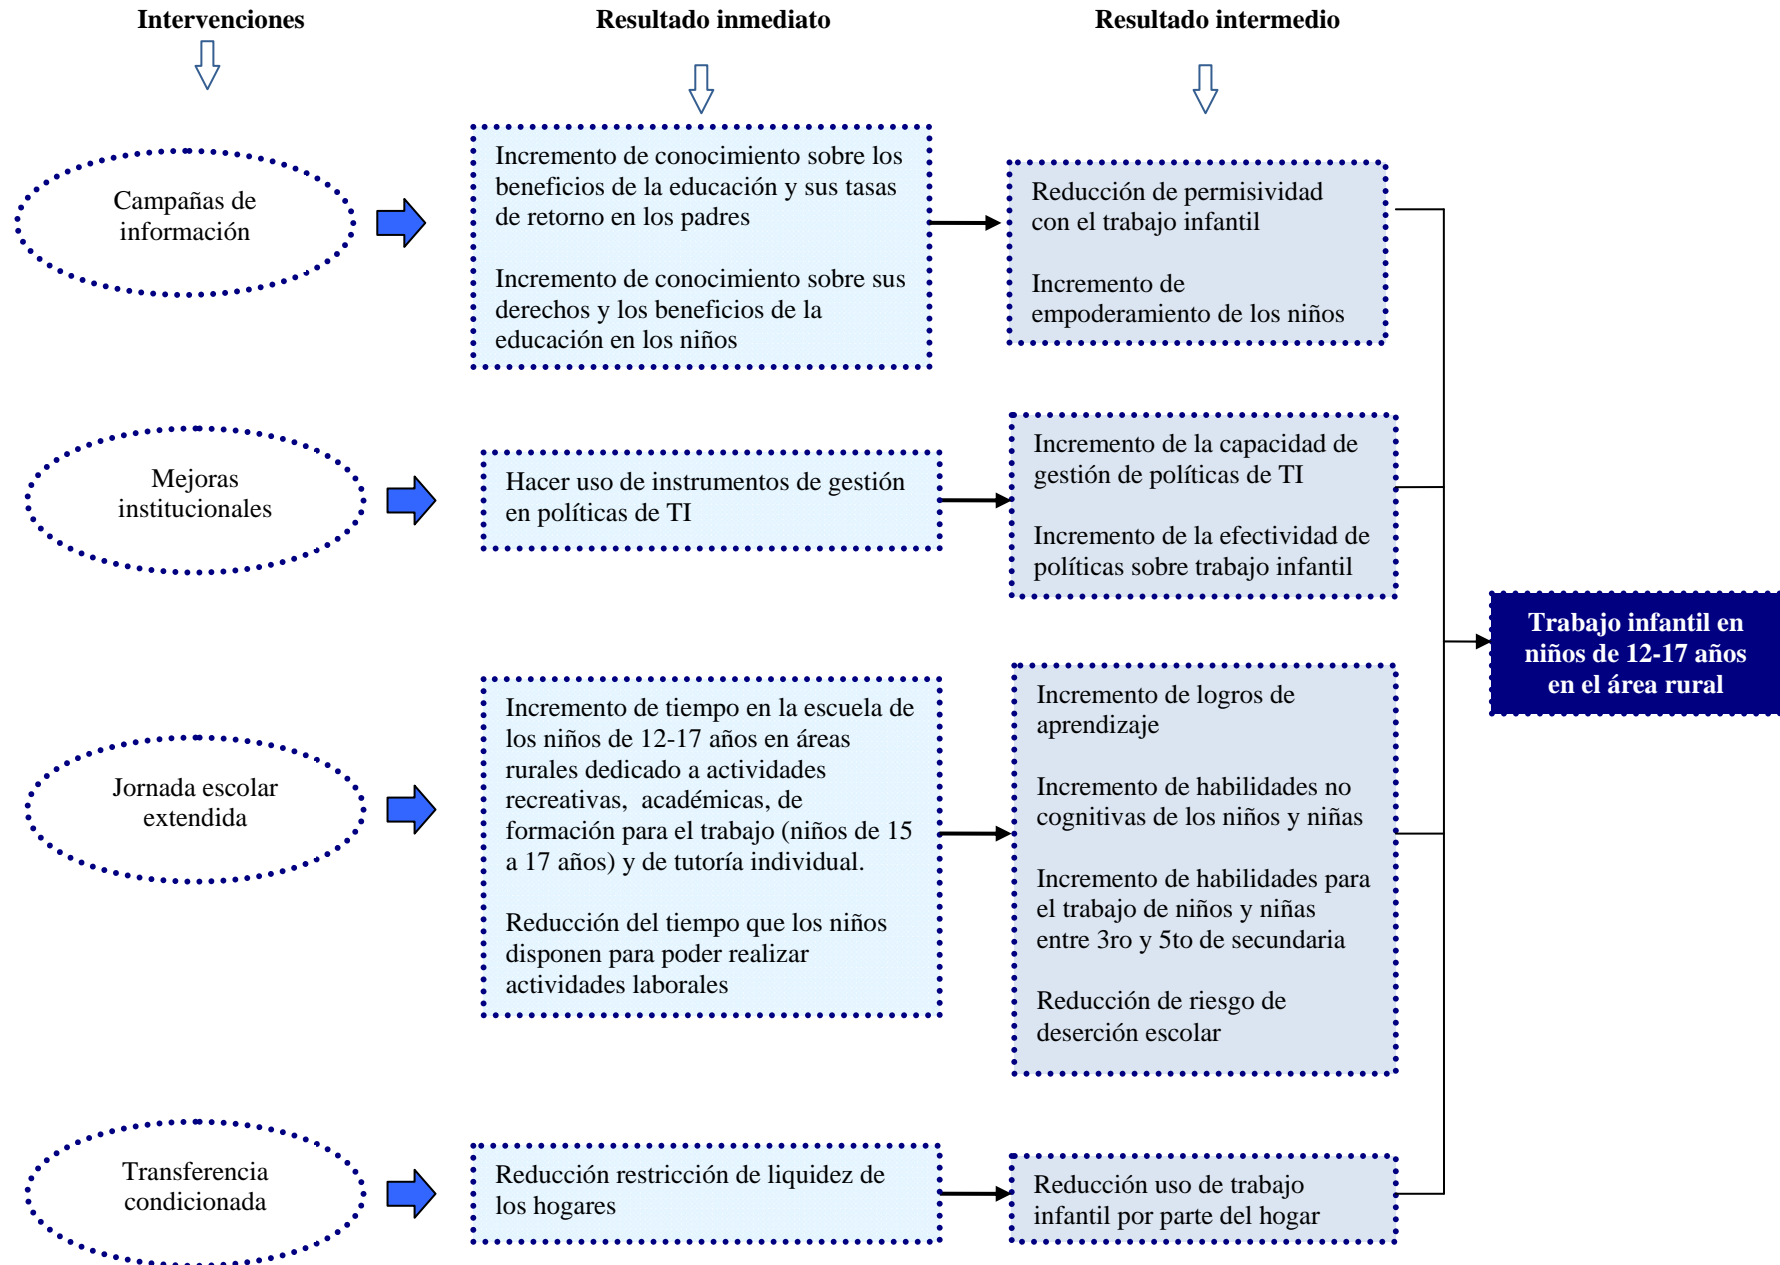 Intervenciones
Resultado inmediato
Resultado intermedio
Campañas de
información
Incremento de conocimiento sobre los
beneficios de la educación y sus tasas
de retorno en los padres
Incremento de conocimiento sobre sus
derechos y los beneficios de la
educación en los niños
Reducción de permisividad
con el trabajo infantil
Incremento de
empoderamiento de los niños
Mejoras
institucionales
Hacer uso de instrumentos de gestión
en políticas de TI
Incremento de la capacidad de
gestión de políticas de TI
Incremento de la efectividad de
políticas sobre trabajo infantil
Jornada escolar
extendida
Incremento de tiempo en la escuela de
los niños de 12-17 años en áreas
rurales dedicado a actividades
recreativas, académicas, de
formación para el trabajo (niños de 15
a 17 años) y de tutoría individual.
Reducción del tiempo que los niños
disponen para poder realizar
actividades laborales
Incremento de logros de
aprendizaje
Incremento de habilidades no
cognitivas de los niños y niñas
Incremento de habilidades para
el trabajo de niños y niñas
entre 3ro y 5to de secundaria
Reducción de riesgo de
deserción escolar
Transferencia
condicionada
Reducción restricción de liquidez de
los hogares
Reducción uso de trabajo
infantil por parte del hogar
Trabajo infantil en
niños de 12-17 años
en el área rural